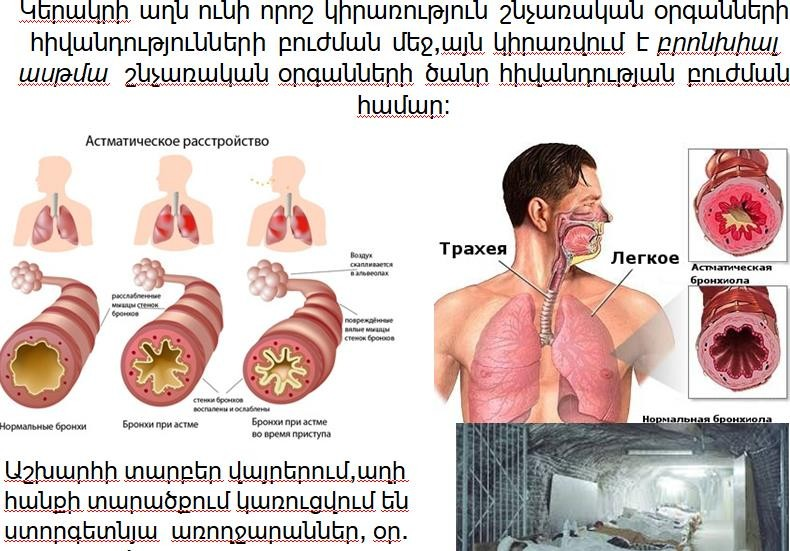 Կերակրի աղն ունի որոշ կիրառություն շնչառական օրգանների
հիվանդությունների բուժման մեջ,այն կիրառվում է բրոնխիալ
ասթմա շնչառական օրգանների ծանր հիվանդության բուժման
համար:
Астматическое расстройство
Воздух
скапливается
в альвеолах
расслабленные
мышцы стенок
бронхов
повреждённые
вялые мышцы
стенок бронхов
стенки бронхов
воспалены и ослаблены
Нормальные бронхи
Бронхи при астме
Бронхи при астме
во время приступа
Трахея
Легкое
Астматическая
бронхиола
Нормальная бронхиола
Աշխարհի տարբեր վայրերում,աղի
հանքի տարածքում կառուցվում են
ստորգետնյա առողջարաններ, օր.